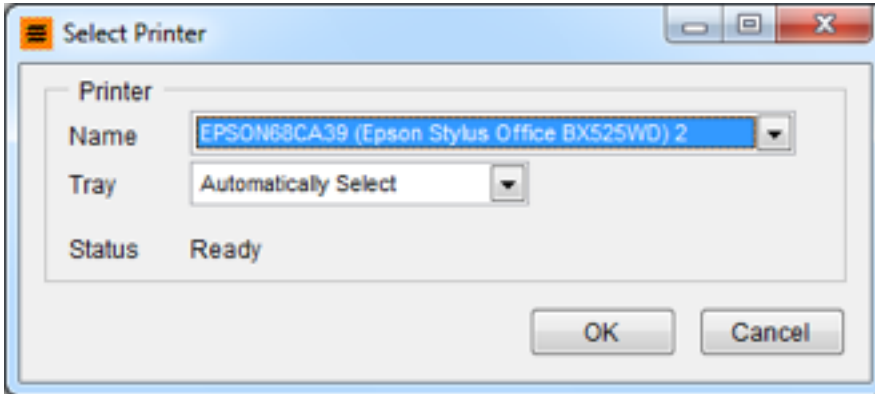 Select Printer
Printer
Name EPSON68CA39 (Epson Stylus Office BX525WD) 2
Tray Automatically Select
Status Ready
OK Cancel